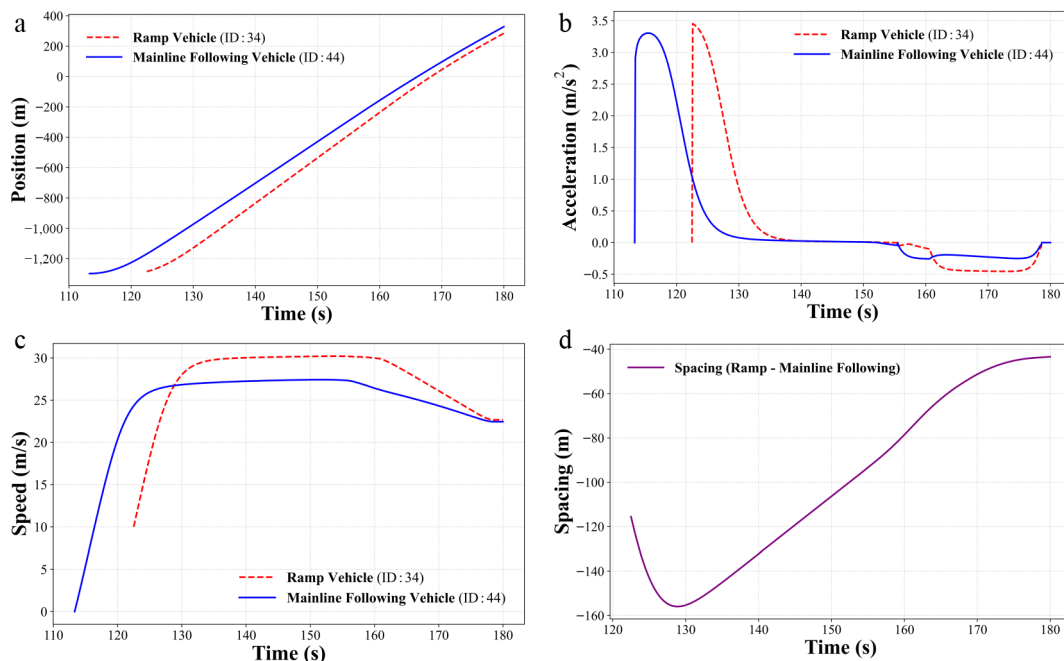 a
400
200
0
−200
−400
−600
−800
−1,000
−1,200
Position (m)
Ramp Vehicle (ID: 34)
Mainline Following Vehicle (ID: 44)
110 120 130 140 150 160 170 180
Time (s)
b
3.5
3.0
2.5
2.0
1.5
1.0
0.5
0.0
−0.5
Acceleration (m/s²)
Ramp Vehicle (ID: 34)
Mainline Following Vehicle (ID: 44)
110 120 130 140 150 160 170 180
Time (s)
c
30
25
20
15
10
5
0
Speed (m/s)
Ramp Vehicle (ID: 34)
Mainline Following Vehicle (ID: 44)
110 120 130 140 150 160 170 180
Time (s)
d
−40
−60
−80
−100
−120
−140
−160
Spacing (m)
Spacing (Ramp - Mainline Following)
120 130 140 150 160 170 180
Time (s)